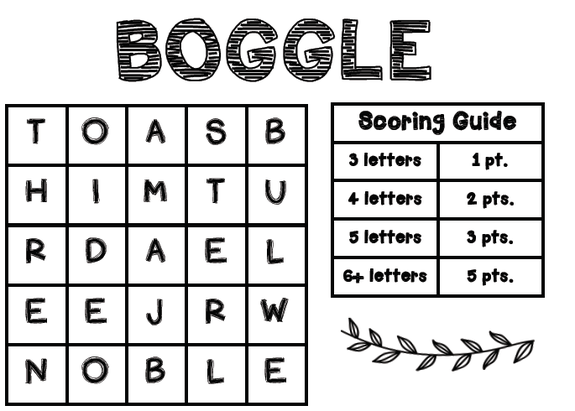 BOGGLE
T O A S B
H I M T U
R D A E L
E E J R W
N O B L E
Scoring Guide
3 letters 1 pt.
4 letters 2 pts.
5 letters 3 pts.
6+ letters 5 pts.